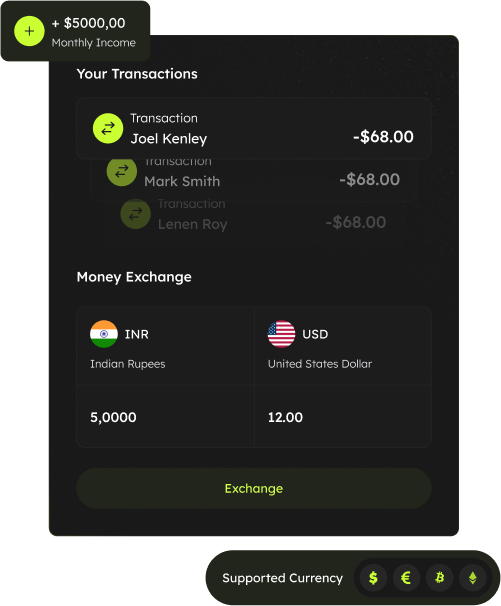 + $5000,00
Monthly Income
Your Transactions
Transaction
Joel Kenley
-$68.00
Transaction
Mark Smith
-$68.00
Transaction
Lenen Roy
-$68.00
Money Exchange
INR
Indian Rupees
USD
United States Dollar
5,0000
12.00
Exchange
Supported Currency